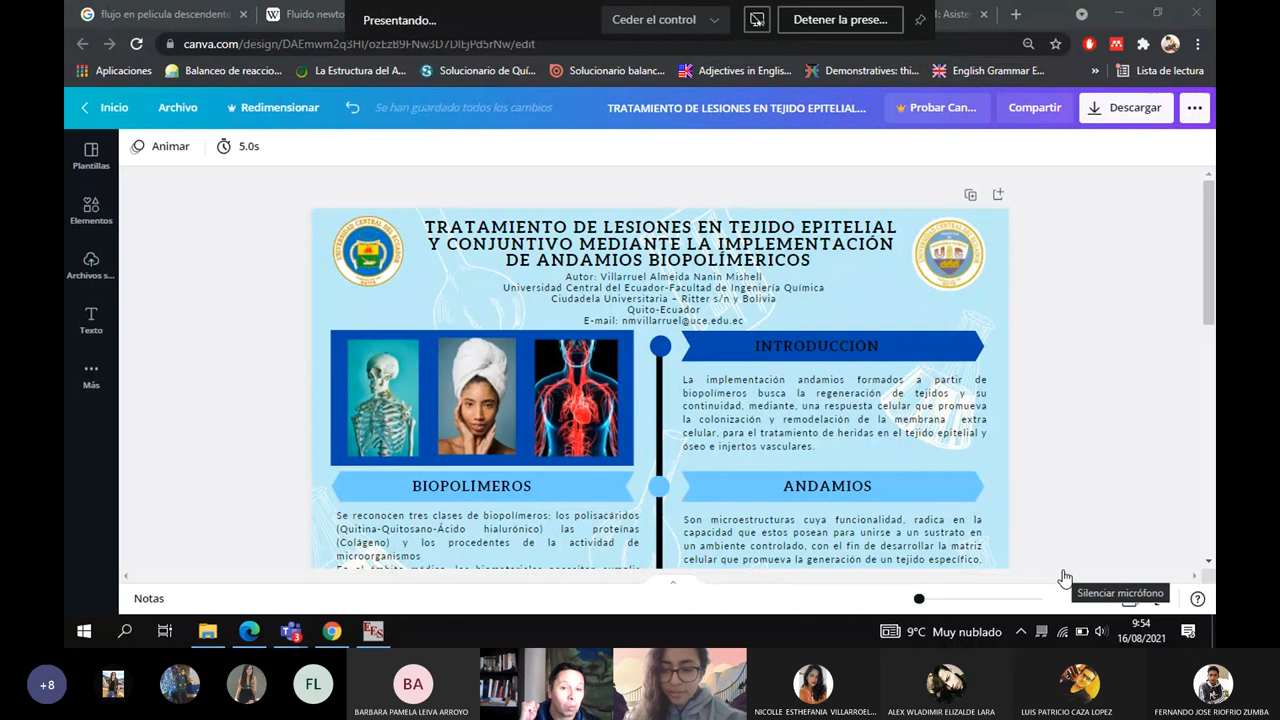 flujo en pelicula descendente
Fluido newto
Presentando...
Ceder el control
Detener la prese...
: Asiste
canva.com/design/DAEmwm2q3HI/ozEzB9FNw3D7DlEjPd5rNw/edit
Aplicaciones
Balanceo de reaccio...
La Estructura del A...
Solucionario de Quí...
Solucionario balanc...
Adjectives in Englis...
Demonstratives: thi...
English Grammar E...
Lista de lectura
Inicio
Archivo
Redimensionar
Se han guardado todos los cambios
TRATAMIENTO DE LESIONES EN TEJIDO EPITELIAL...
Probar Can...
Compartir
Descargar
Plantillas
Animar
5.0s
Elementos
Archivos s...
Texto
Más
TRATAMIENTO DE LESIONES EN TEJIDO EPITELIAL
Y CONJUNTIVO MEDIANTE LA IMPLEMENTACIÓN
DE ANDAMIOS BIOPOLÍMERICOS
Autor: Villarruel Almeida Nanin Mishell
Universidad Central del Ecuador-Facultad de Ingeniería Química
Ciudadela Universitaria – Ritter s/n y Bolivia
Quito-Ecuador
E-mail: nmvillarruel@uce.edu.ec
INTRODUCCIÓN
La implementación andamios formados a partir de
biopolímeros busca la regeneración de tejidos y su
continuidad, mediante, una respuesta celular que promueva
la colonización y remodelación de la membrana extra
celular, para el tratamiento de heridas en el tejido epitelial y
óseo e injertos vasculares.
BIOPOLIMEROS
Se reconocen tres clases de biopolímeros: los polisacáridos
(Quitina-Quitosano-Ácido hialurónico) las proteínas
(Colágeno) y los procedentes de la actividad de
microorganismos
En el ámbito médico, los biomateriales necesitan cumplir
ANDAMIOS
Son microestructuras cuya funcionalidad, radica en la
capacidad que estos posean para unirse a un sustrato en
un ambiente controlado, con el fin de desarrollar la matriz
celular que promueva la generación de un tejido específico,
Notas
Silenciar micrófono
9°C Muy nublado
9:54
16/08/2021
+8
FL
BA
BARBARA PAMELA LEIVA ARROYO
NICOLLE ESTHEFANIA VILLARROEL...
ALEX WLADIMIR ELIZALDE LARA
LUIS PATRICIO CAZA LOPEZ
FERNANDO JOSE RIOFRIO ZUMBA